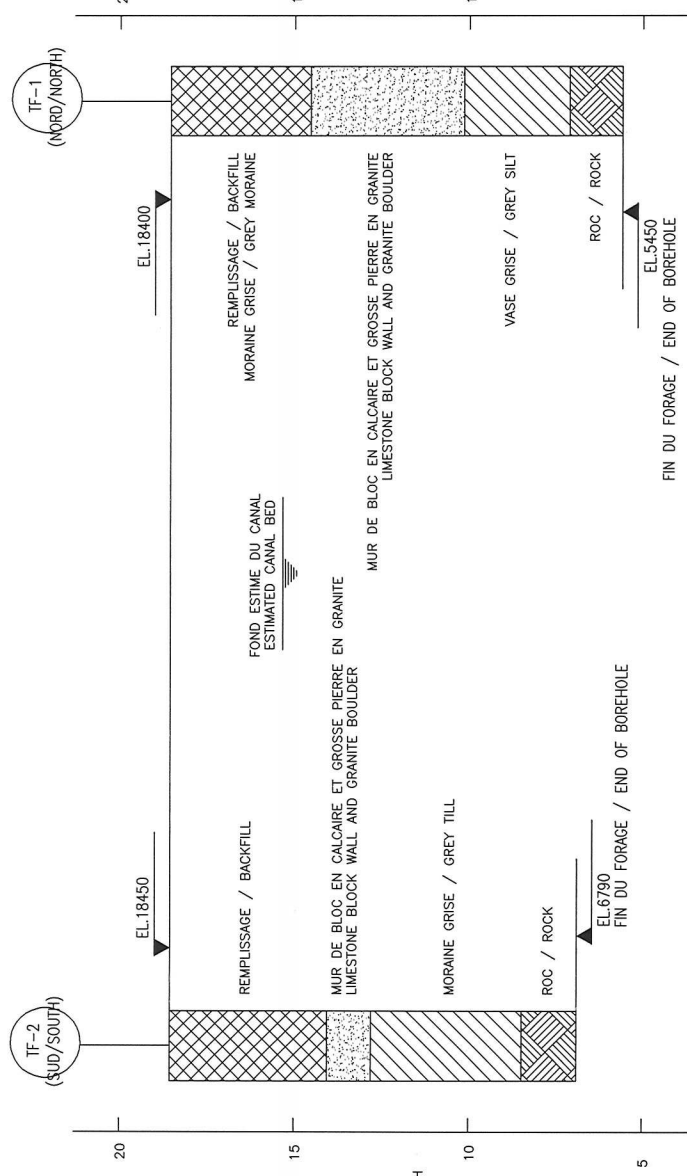 TF-2
(SUD/SOUTH)
TF-1
(NORD/NORTH)
EL.18450
EL.18400
REMPLISSAGE / BACKFILL
FOND ESTIME DU CANAL
ESTIMATED CANAL BED
REMPLISSAGE / BACKFILL
MORAINE GRISE / GREY MORAINE
MUR DE BLOC EN CALCAIRE ET GROSSE PIERRE EN GRANITE
LIMESTONE BLOCK WALL AND GRANITE BOULDER
MUR DE BLOC EN CALCAIRE ET GROSSE PIERRE EN GRANITE
LIMESTONE BLOCK WALL AND GRANITE BOULDER
MORAINE GRISE / GREY TILL
VASE GRISE / GREY SILT
ROC / ROCK
ROC / ROCK
EL.6790
FIN DU FORAGE / END OF BOREHOLE
EL.5450
FIN DU FORAGE / END OF BOREHOLE
20
15
10
5
H